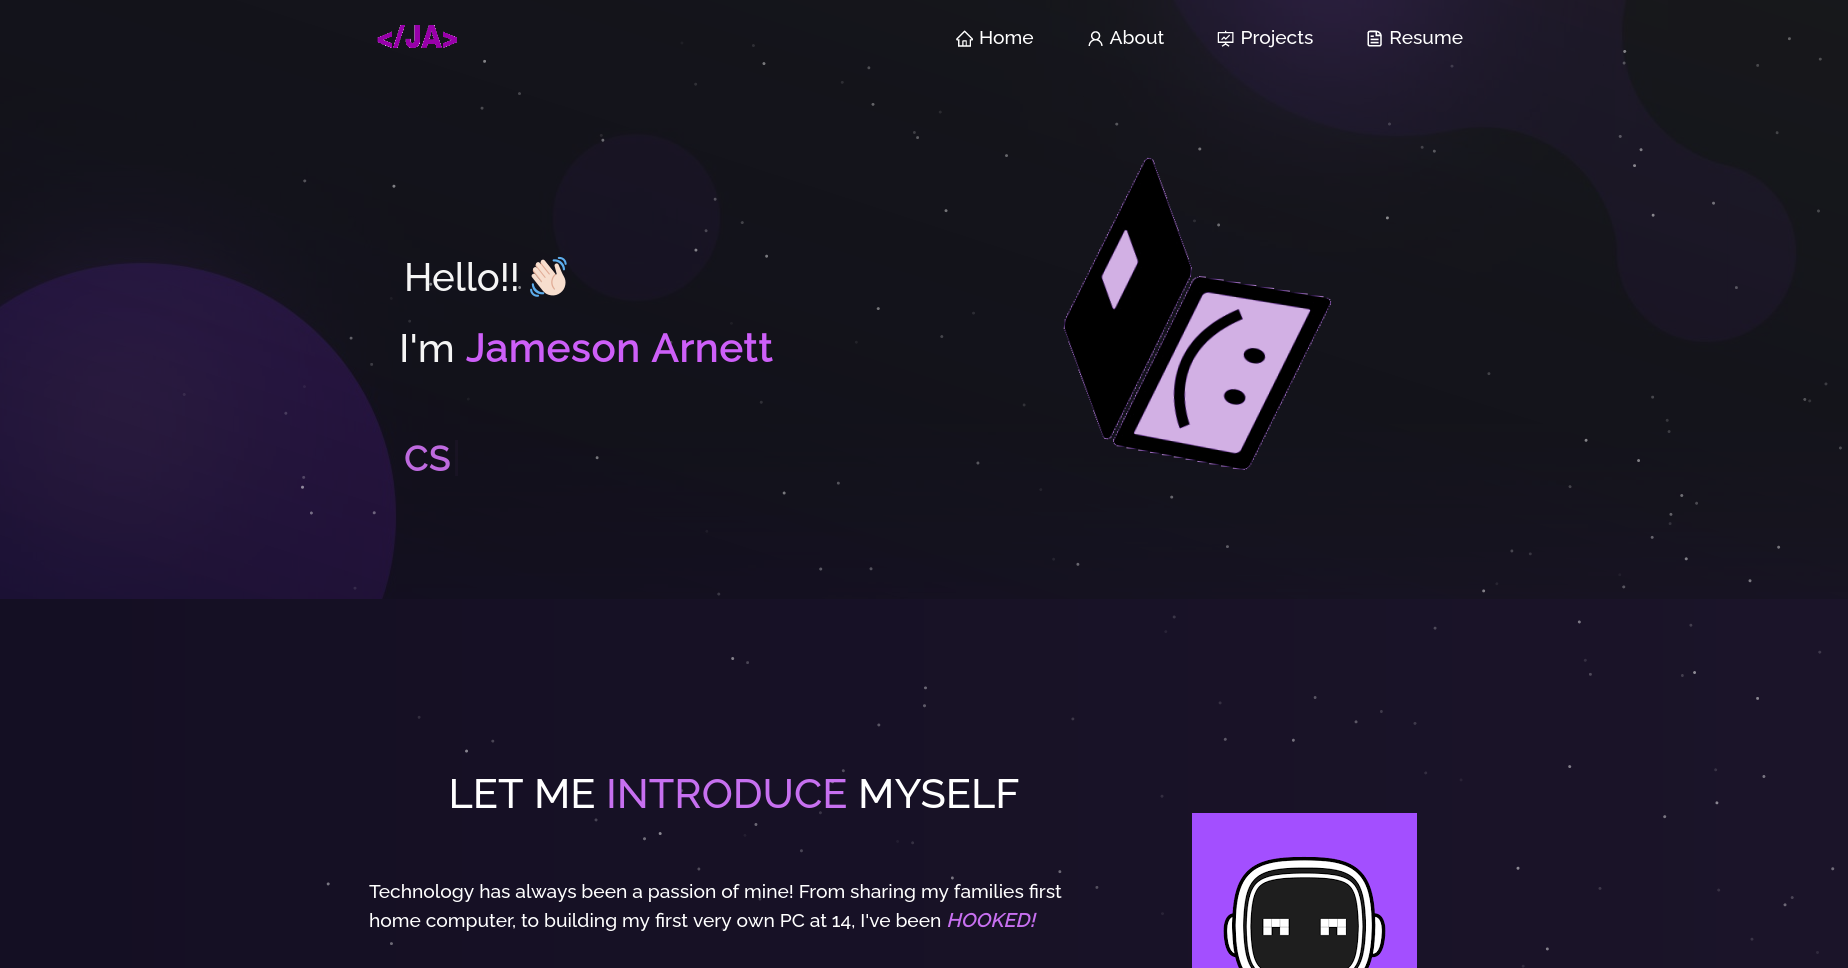 </JA>
Home
About
Projects
Resume
Hello!! 👋🏻
I'm Jameson Arnett
CS
LET ME INTRODUCE MYSELF
Technology has always been a passion of mine! From sharing my families first
home computer, to building my first very own PC at 14, I've been HOOKED!